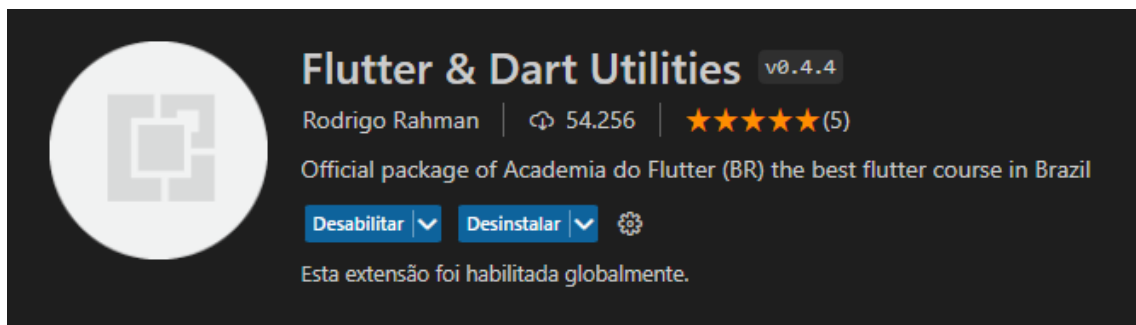 Flutter & Dart Utilities v0.4.4
Rodrigo Rahman 54.256 (5)
Official package of Academia do Flutter (BR) the best flutter course in Brazil
Desabilitar Desinstalar
Esta extensão foi habilitada globalmente.